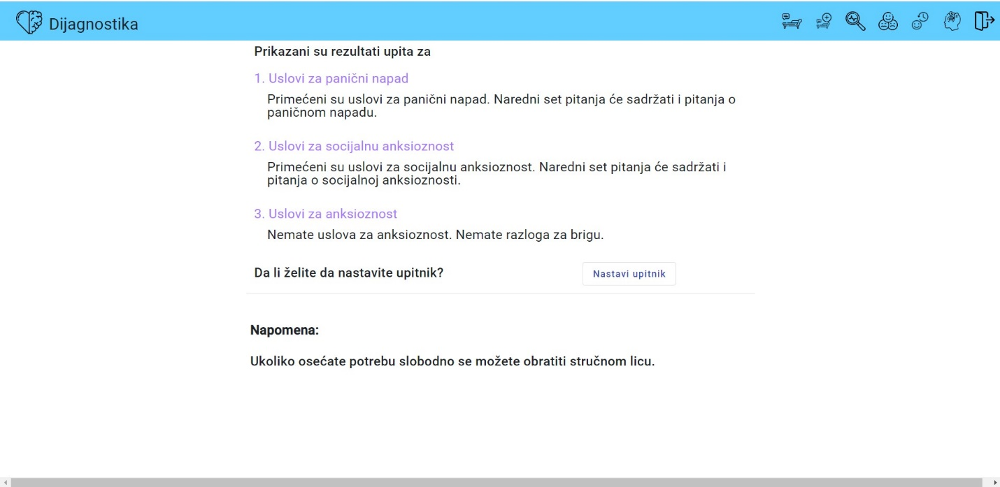 Dijagnostika
Prikazani su rezultati upita za
1. Uslovi za panični napad
Primećeni su uslovi za panični napad. Naredni set pitanja će sadržati i pitanja o
paničnom napadu.
2. Uslovi za socijalnu anksioznost
Primećeni su uslovi za socijalnu anksioznost. Naredni set pitanja će sadržati i
pitanja o socijalnoj anksioznosti.
3. Uslovi za anksioznost
Nemate uslova za anksioznost. Nemate razloga za brigu.
Da li želite da nastavite upitnik?
Nastavi upitnik
Napomena:
Ukoliko osećate potrebu slobodno se možete obratiti stručnom licu.